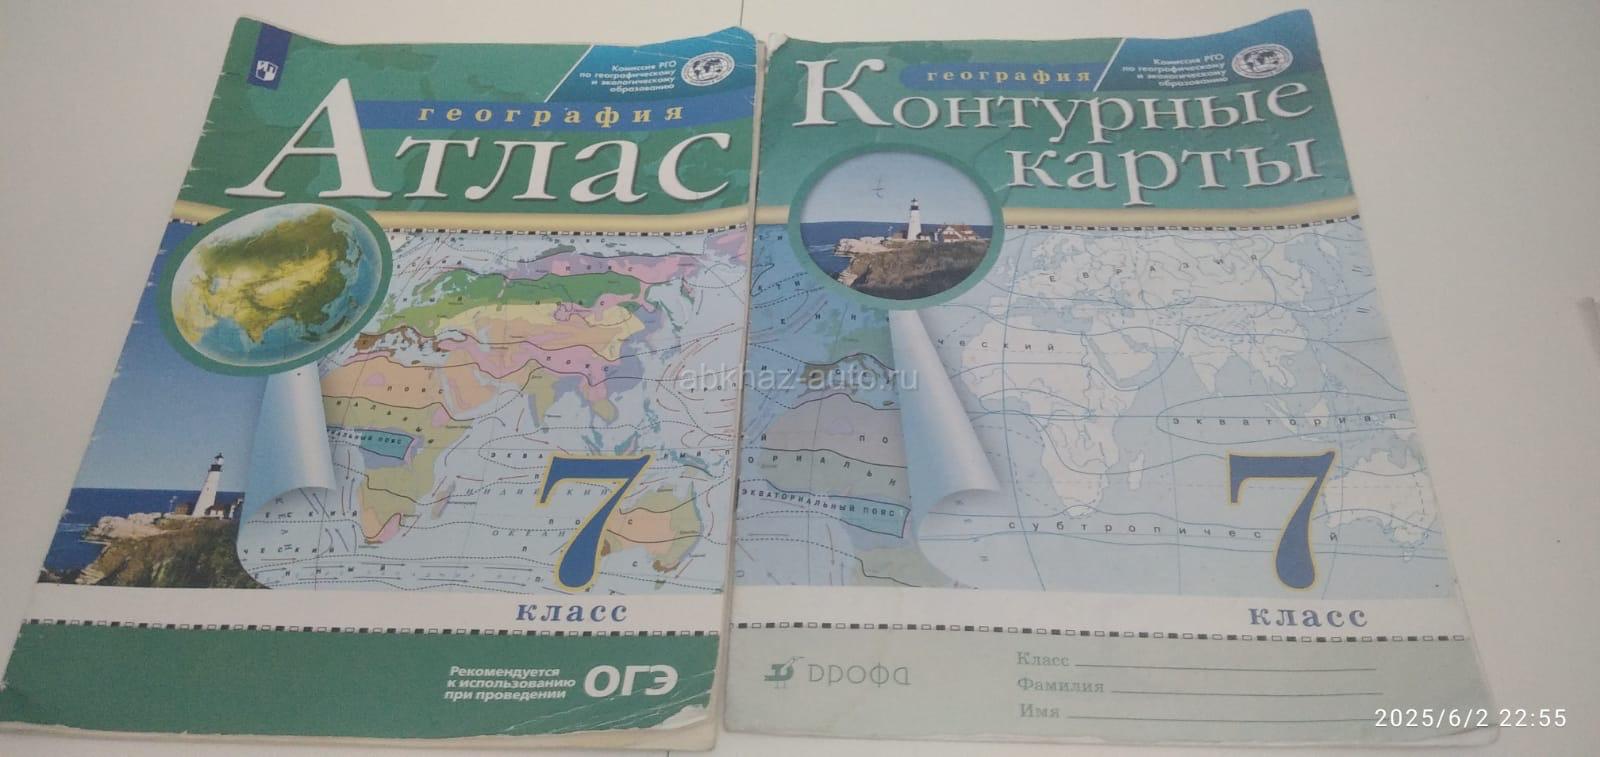 Комиссия РГО
по географическому
и экологическому
образованию
география
Атлас
7
класс
Рекомендуется
к использованию
при проведении
ОГЭ
Комиссия РГО
по географическому
и экологическому
образованию
география
Контурные
карты
ЕВРАЗИЯ
ческий
экваториал
ЭКВАТОРИАЛЬНЫЙ ПОЯС
субтропический
7
класс
ДРОФА
Класс
Фамилия
Имя
abkhaz-auto.ru
2025/6/2 22:55